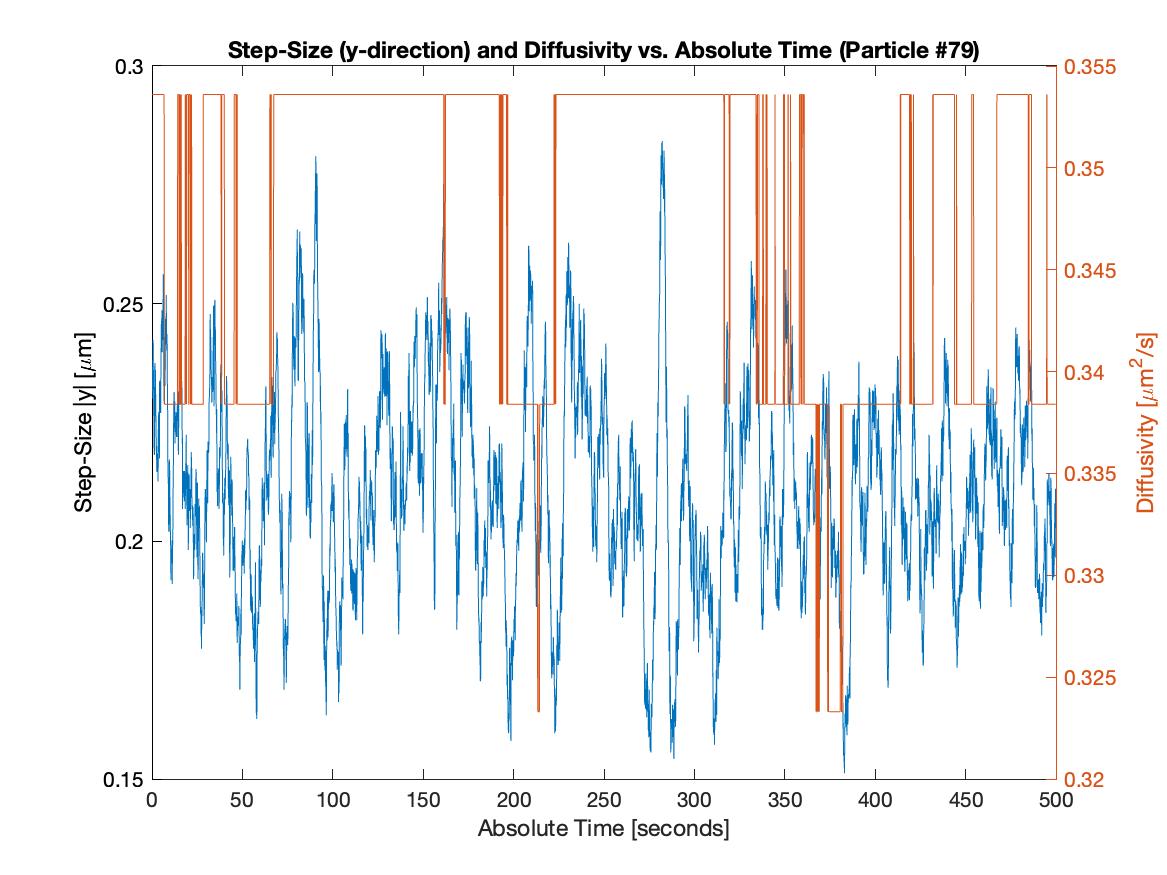 Step-Size (y-direction) and Diffusivity vs. Absolute Time (Particle #79)
0.3
0.25
0.2
0.15
Step-Size |y| [μm]
0.355
0.35
0.345
0.34
0.335
0.33
0.325
0.32
Diffusivity [μm²/s]
0 50 100 150 200 250 300 350 400 450 500
Absolute Time [seconds]